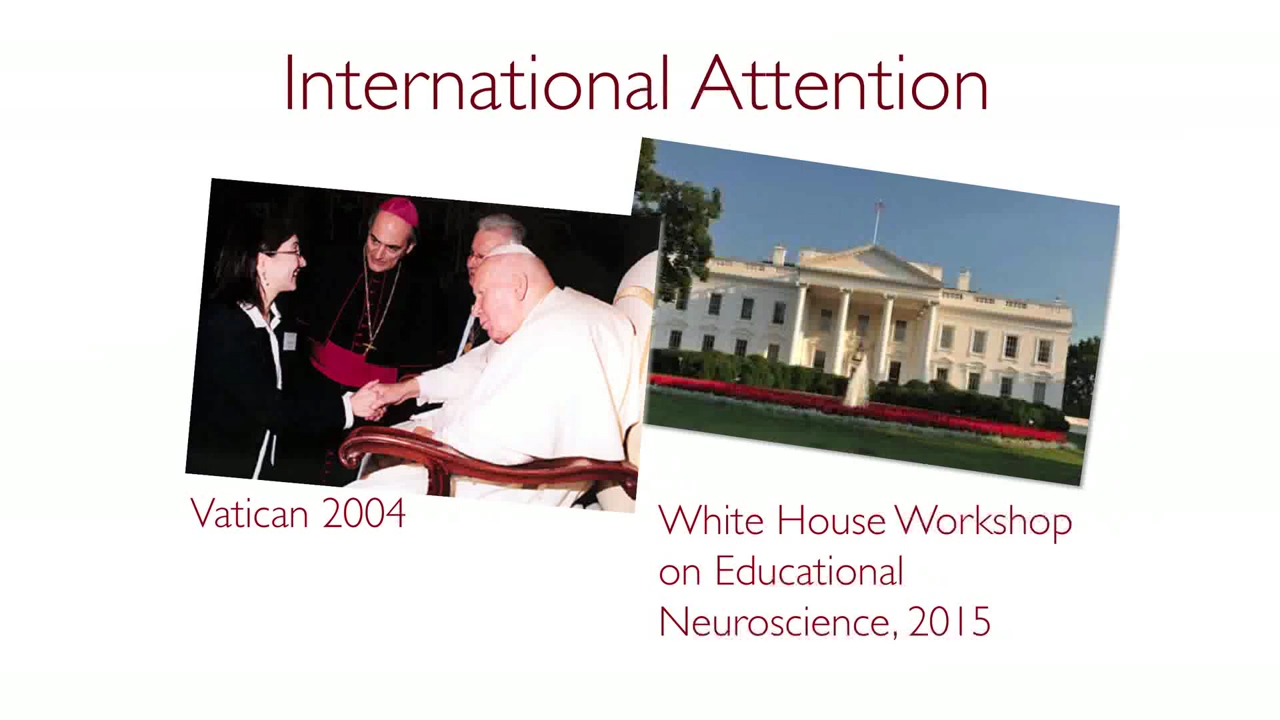 International Attention
Vatican 2004
White House Workshop
on Educational
Neuroscience, 2015